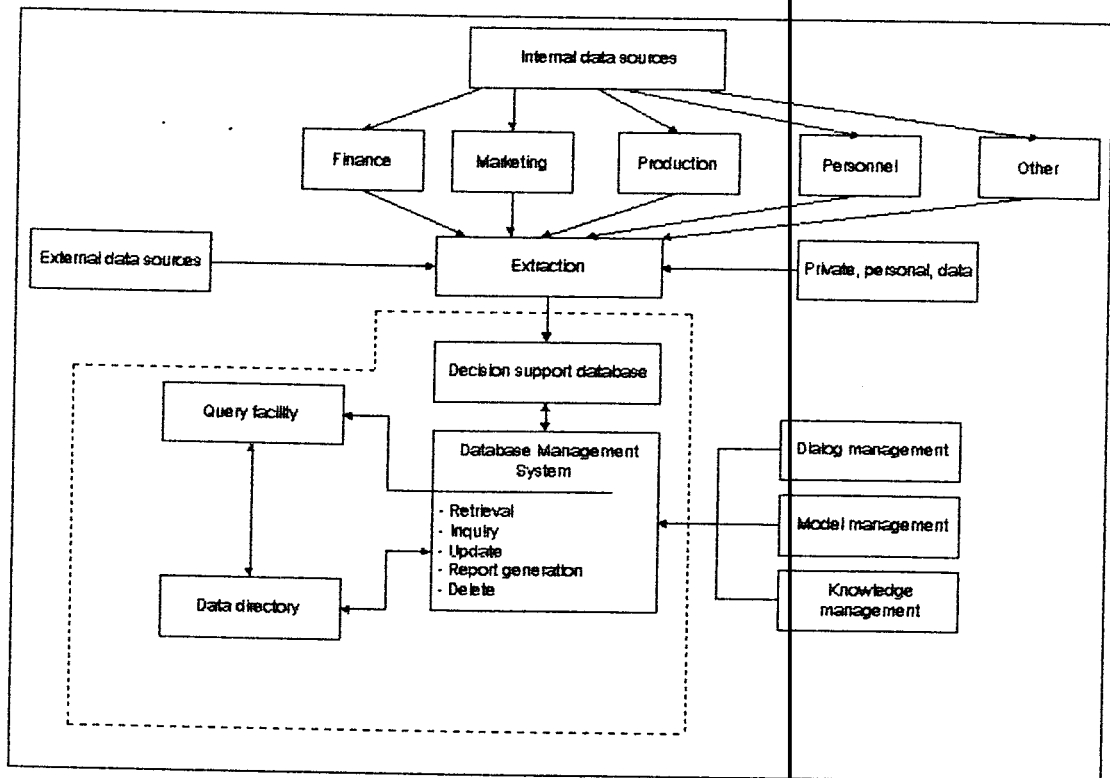 Internal data sources
Finance
Marketing
Production
Personnel
Other
External data sources
Extraction
Private, personal, data
Decision support database
Query facility
Database Management
System
- Retrieval
- Inquiry
- Update
- Report generation
- Delete
Data directory
Dialog management
Model management
Knowledge
management